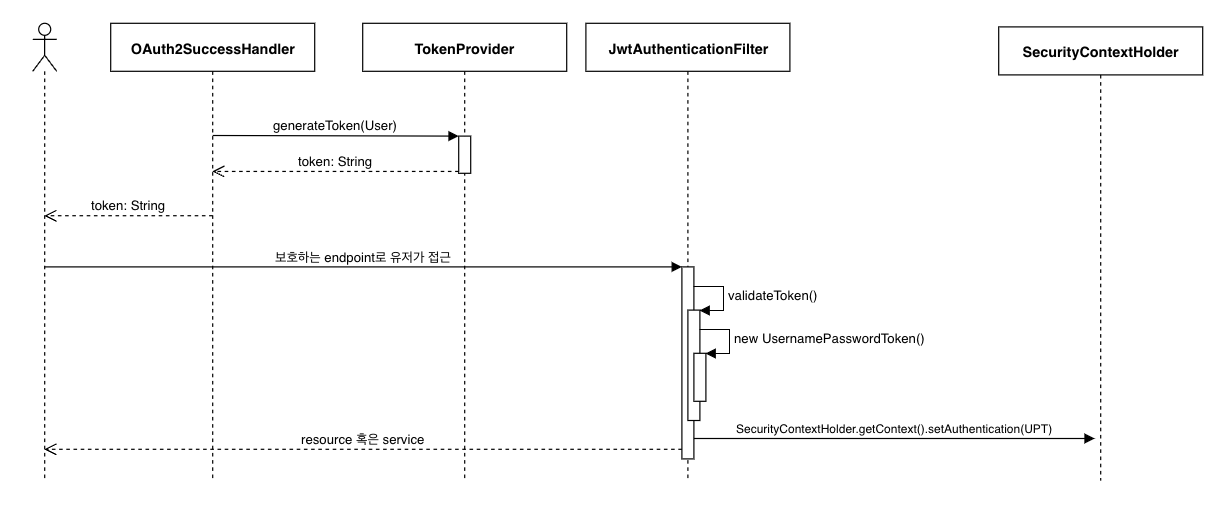 OAuth2SuccessHandler
TokenProvider
JwtAuthenticationFilter
SecurityContextHolder
generateToken(User)
token: String
token: String
보호하는 endpoint로 유저가 접근
validateToken()
new UsernamePasswordToken()
SecurityContextHolder.getContext().setAuthentication(UPT)
resource 혹은 service